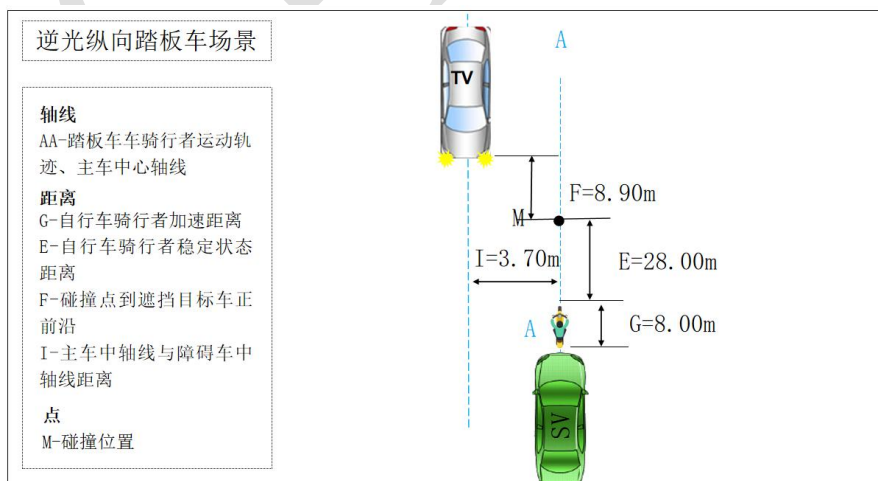 逆光纵向踏板车场景
轴线
AA-踏板车车骑行者运动轨
迹、主车中心轴线
距离
G-自行车骑行者加速距离
E-自行车骑行者稳定状态
距离
F-碰撞点到遮挡目标车正
前沿
I-主车中轴线与障碍车中
轴线距离
点
M-碰撞位置
A
TV
F=8.90m
M
I=3.70m
E=28.00m
A
G=8.00m
SV